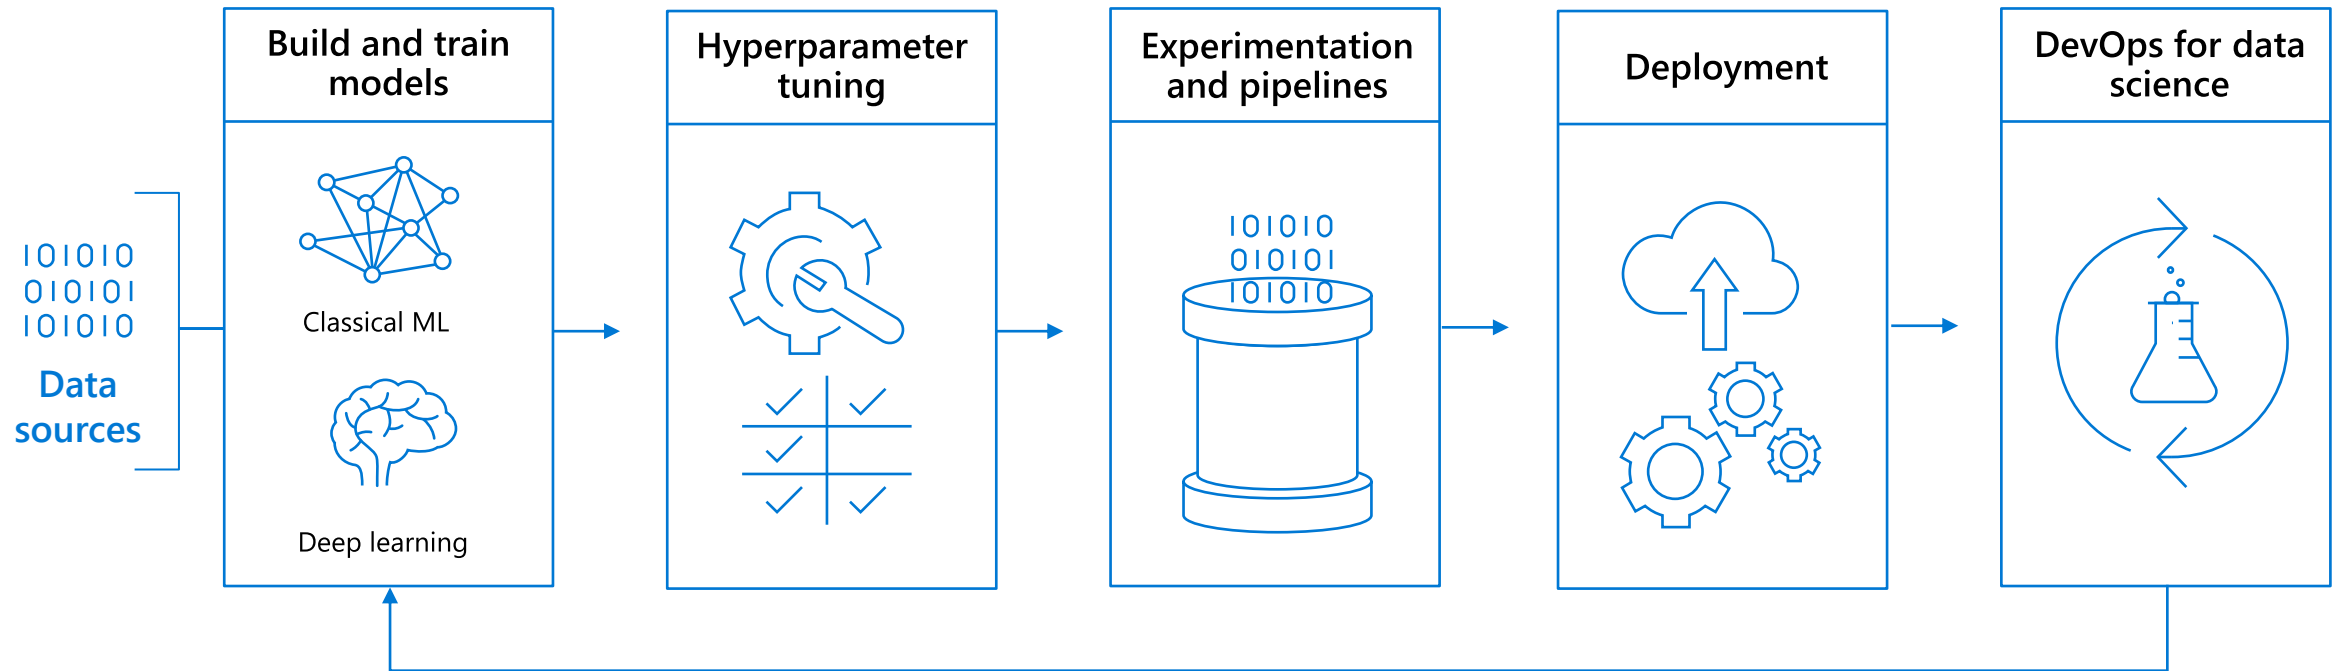 Build and train
models
Hyperparameter
tuning
Experimentation
and pipelines
Deployment
DevOps for data
science
101010
010101
101010
Data
sources
Classical ML
Deep learning
101010
010101
101010